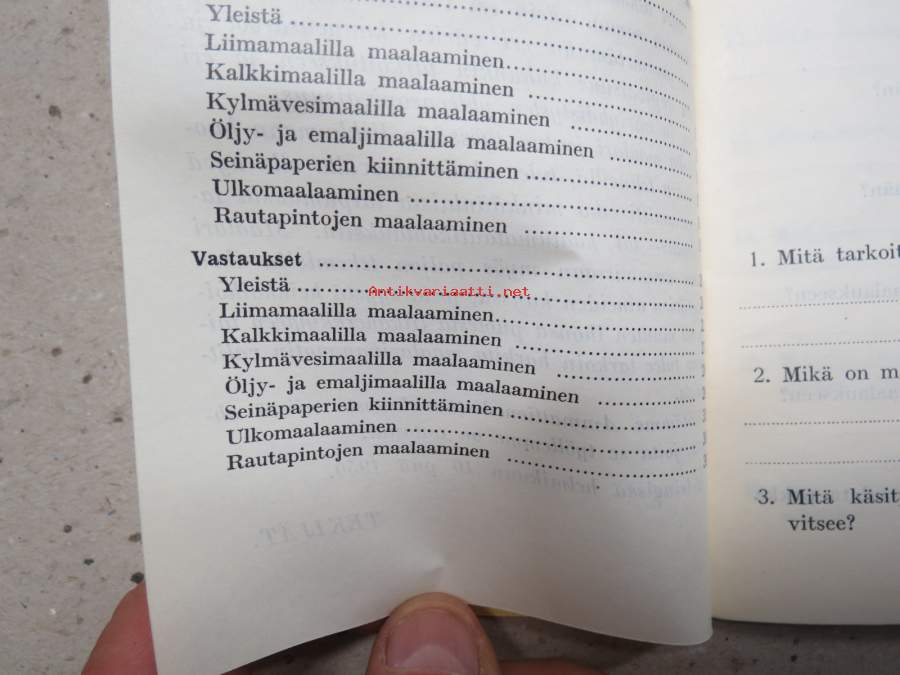 Yleistä
Liimamaalilla maalaaminen
Kalkkimaalilla maalaaminen
Kylmävesimaalilla maalaaminen
Öljy- ja emaljimaalilla maalaaminen
Seinäpaperien kiinnittäminen
Ulkomaalaaminen
Rautapintojen maalaaminen
Vastaukset
Yleistä
Liimamaalilla maalaaminen
Kalkkimaalilla maalaaminen
Kylmävesimaalilla maalaaminen
Öljy- ja emaljimaalilla maalaaminen
Seinäpaperien kiinnittäminen
Ulkomaalaaminen
Rautapintojen maalaaminen
Antikvariaatti.net
TEKIJÄT.
1. Mitä tarkoit
2. Mikä on m
3. Mitä käsity
vitsee?